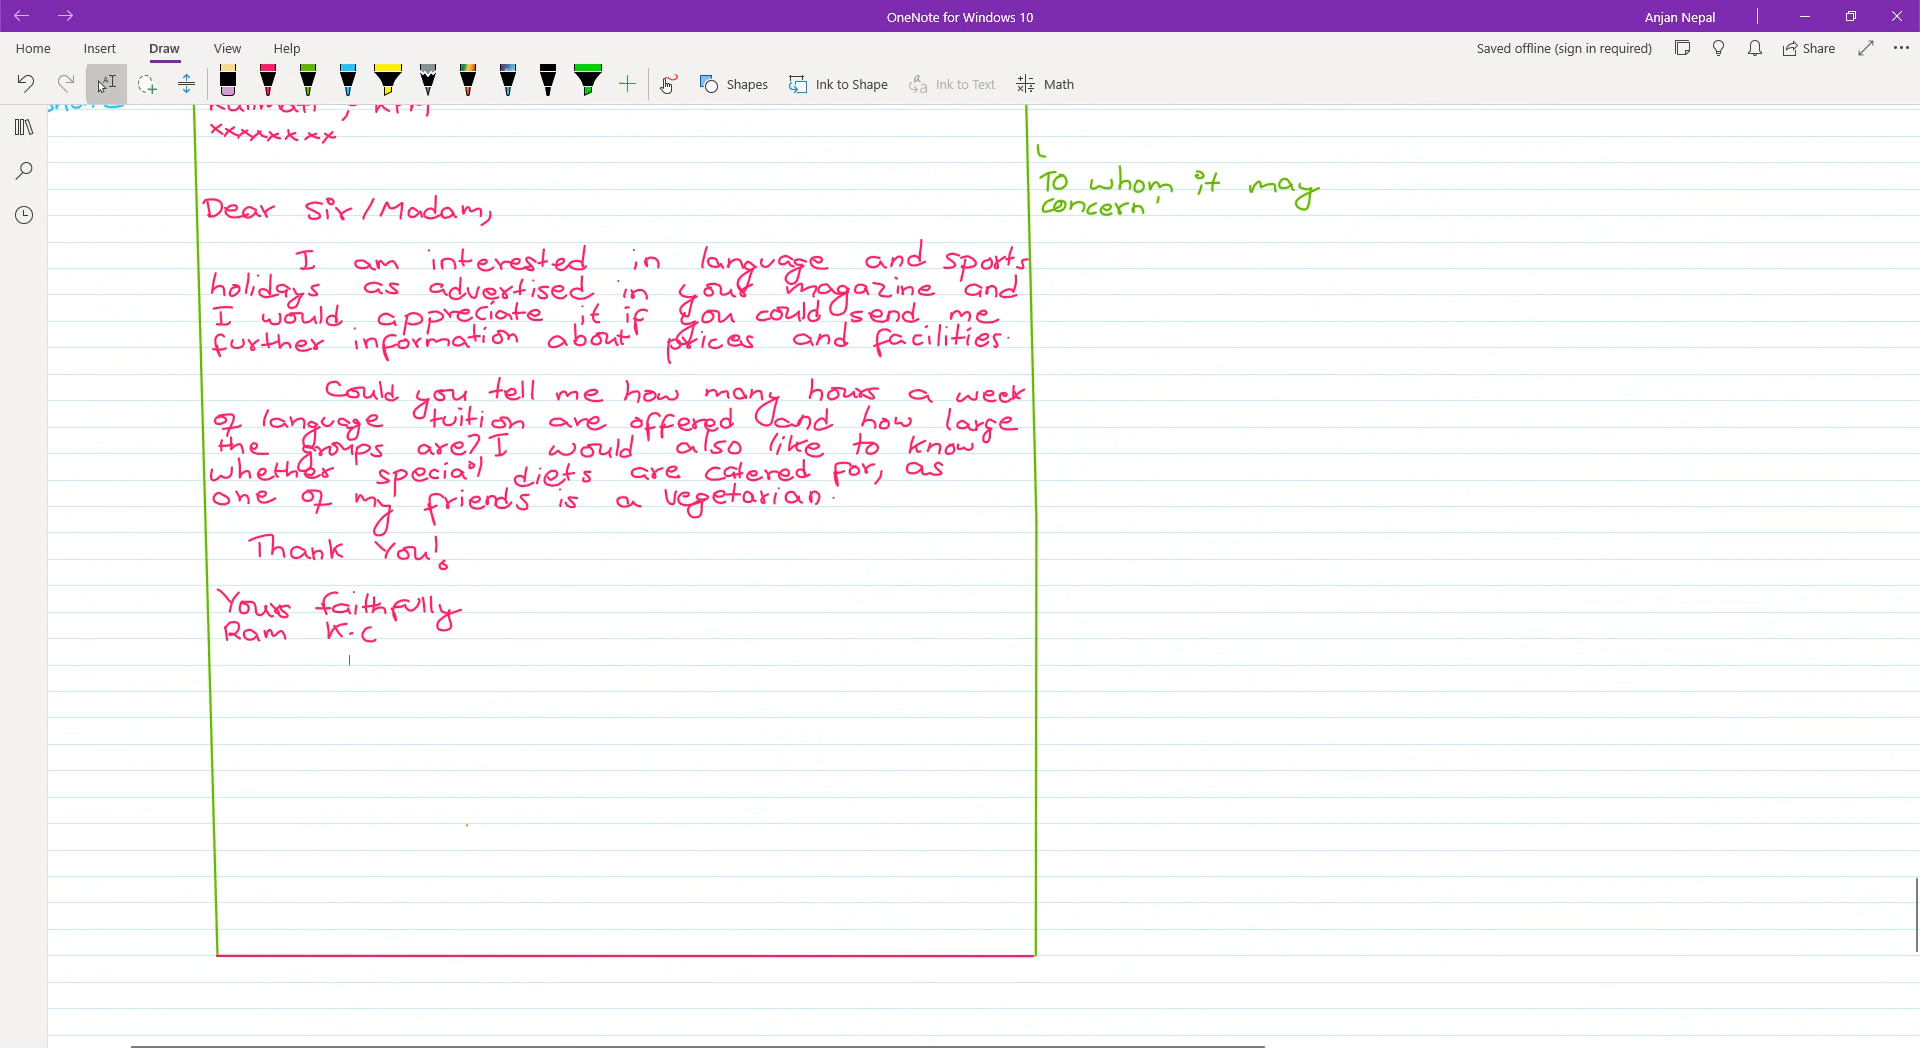 OneNote for Windows 10
Anjan Nepal
Home Insert Draw View Help
Saved offline (sign in required)
Share
Shapes
Ink to Shape
Ink to Text
Math
Kalimati, KTM
xxxxxxxx
To whom it may
concern'
Dear Sir/Madam,
I am interested in language and sports
holidays as advertised in your magazine and
I would appreciate it if you could send me
further information about prices and facilities.
Could you tell me how many hours a week
of language tuition are offered and how large
the groups are? I would also like to know
whether special diets are catered for, as
one of my friends is a vegetarian.
Thank You!
Yours faithfully
Ram K.C